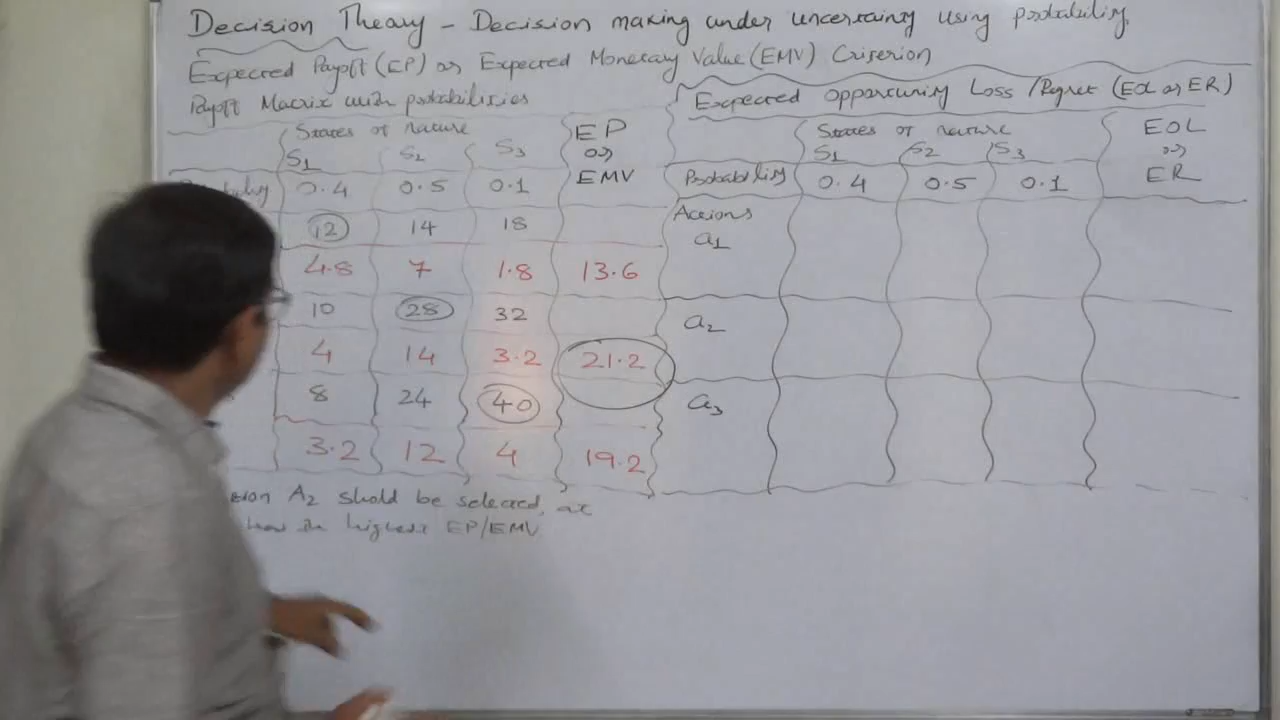 Decision Theory - Decision making under uncertainty using probability
Expected Payoff (EP) or Expected Monetary Value (EMV) Criterion
Payoff Matrix with probabilities
States of nature
EP
or
EMV
S1 S2 S3
0.4 0.5 0.1
12 14 18
4.8 7 1.8 13.6
10 28 32
4 14 3.2 21.2
8 24 40
3.2 12 4 19.2
A2 should be selected, as
highest EP/EMV
Expected Opportunity Loss /Regret (EOL or ER)
States of nature
EOL
or
ER
S1 S2 S3
Probability 0.4 0.5 0.1
Actions
a1
a2
a3